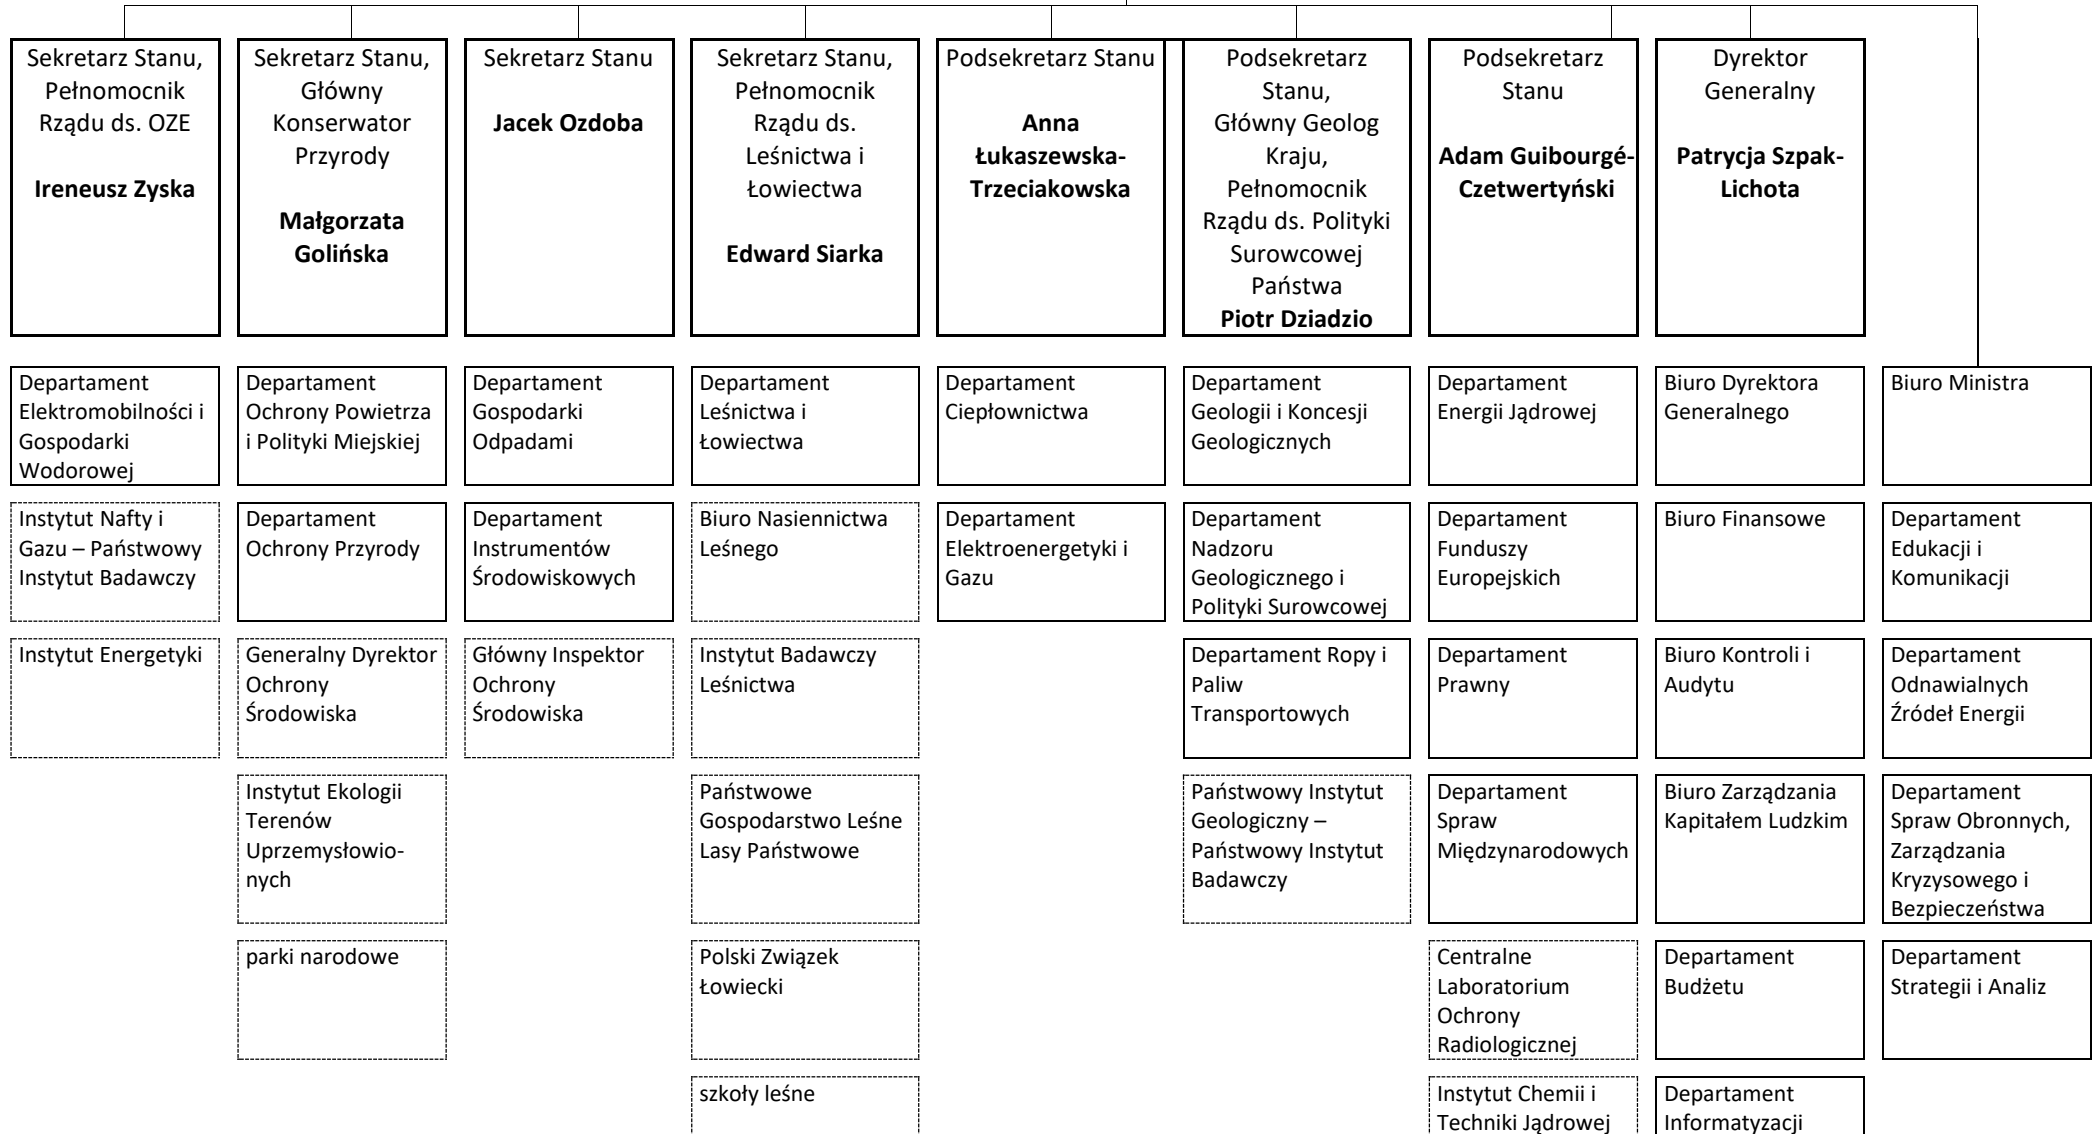 Sekretarz Stanu,
Pełnomocnik
Rządu ds. OZE
Ireneusz Zyska
Sekretarz Stanu,
Główny
Konserwator
Przyrody
Małgorzata
Golińska
Sekretarz Stanu
Jacek Ozdoba
Sekretarz Stanu,
Pełnomocnik
Rządu ds.
Leśnictwa i
Łowiectwa
Edward Siarka
Podsekretarz Stanu
Anna
Łukaszewska-
Trzeciakowska
Podsekretarz
Stanu,
Główny Geolog
Kraju,
Pełnomocnik
Rządu ds. Polityki
Surowcowej
Państwa
Piotr Dziadzio
Podsekretarz
Stanu
Adam Guibourgé-
Czetwertyński
Dyrektor
Generalny
Patrycja Szpak-
Lichota
Departament
Elektromobilności i
Gospodarki
Wodorowej
Departament
Ochrony Powietrza
i Polityki Miejskiej
Departament
Gospodarki
Odpadami
Departament
Leśnictwa i
Łowiectwa
Departament
Ciepłownictwa
Departament
Geologii i Koncesji
Geologicznych
Departament
Energii Jądrowej
Biuro Dyrektora
Generalnego
Biuro Ministra
Instytut Nafty i
Gazu – Państwowy
Instytut Badawczy
Departament
Ochrony Przyrody
Departament
Instrumentów
Środowiskowych
Biuro Nasiennictwa
Leśnego
Departament
Elektroenergetyki i
Gazu
Departament
Nadzoru
Geologicznego i
Polityki Surowcowej
Departament
Funduszy
Europejskich
Biuro Finansowe
Departament
Edukacji i
Komunikacji
Instytut Energetyki
Generalny Dyrektor
Ochrony
Środowiska
Główny Inspektor
Ochrony
Środowiska
Instytut Badawczy
Leśnictwa
Departament Ropy i
Paliw
Transportowych
Departament
Prawny
Biuro Kontroli i
Audytu
Departament
Odnawialnych
Źródeł Energii
Instytut Ekologii
Terenów
Uprzemysłowio-
nych
Państwowe
Gospodarstwo Leśne
Lasy Państwowe
Państwowy Instytut
Geologiczny –
Państwowy Instytut
Badawczy
Departament
Spraw
Międzynarodowych
Biuro Zarządzania
Kapitałem Ludzkim
Departament
Spraw Obronnych,
Zarządzania
Kryzysowego i
Bezpieczeństwa
parki narodowe
Polski Związek
Łowiecki
Centralne
Laboratorium
Ochrony
Radiologicznej
Departament
Budżetu
Departament
Strategii i Analiz
szkoły leśne
Instytut Chemii i
Techniki Jądrowej
Departament
Informatyzacji